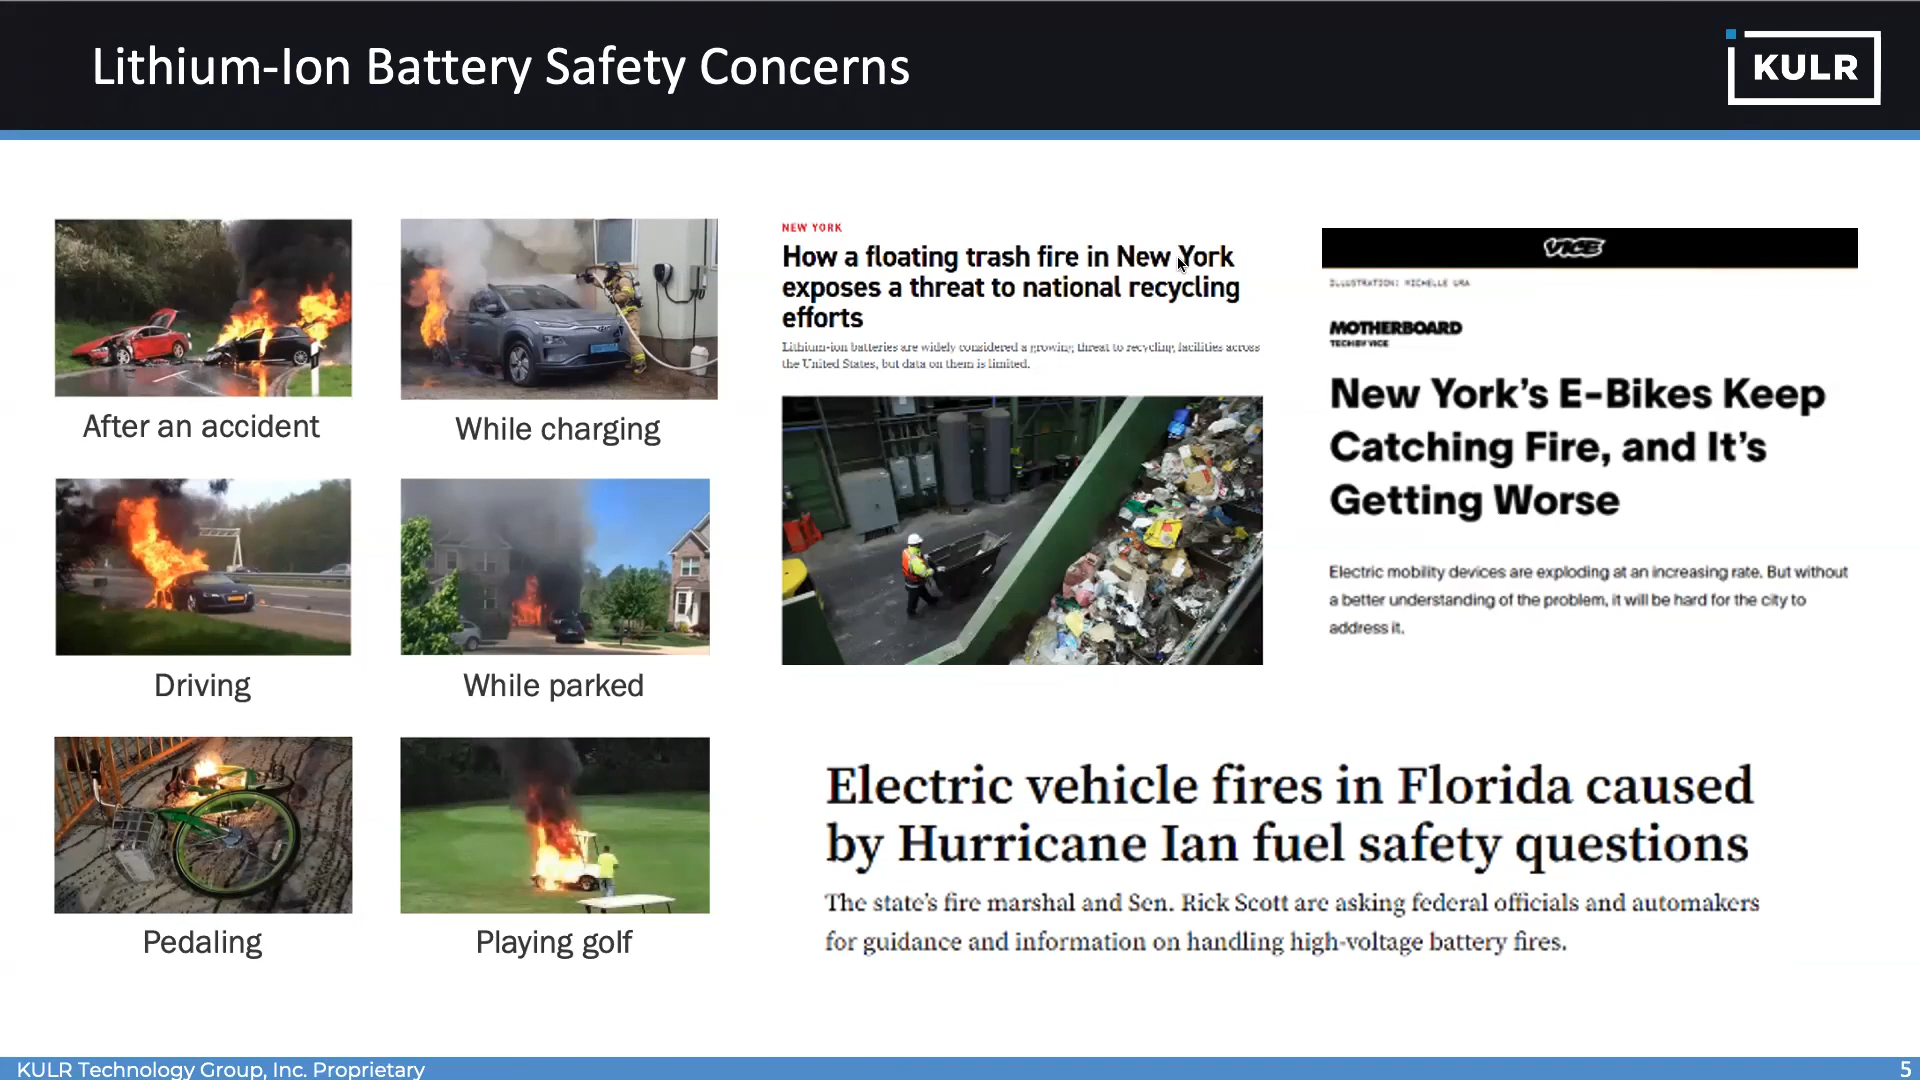 Lithium-Ion Battery Safety Concerns
KULR
After an accident
While charging
Driving
While parked
Pedaling
Playing golf
NEW YORK
How a floating trash fire in New York
exposes a threat to national recycling
efforts
Lithium-ion batteries are widely considered a growing threat to recycling facilities across
the United States, but data on them is limited.
VICE
ILLUSTRATION: MICHELLE URA
MOTHERBOARD
TECH BY VICE
New York's E-Bikes Keep
Catching Fire, and It's
Getting Worse
Electric mobility devices are exploding at an increasing rate. But without
a better understanding of the problem, it will be hard for the city to
address it.
Electric vehicle fires in Florida caused
by Hurricane Ian fuel safety questions
The state's fire marshal and Sen. Rick Scott are asking federal officials and automakers
for guidance and information on handling high-voltage battery fires.
KULR Technology Group, Inc. Proprietary
5